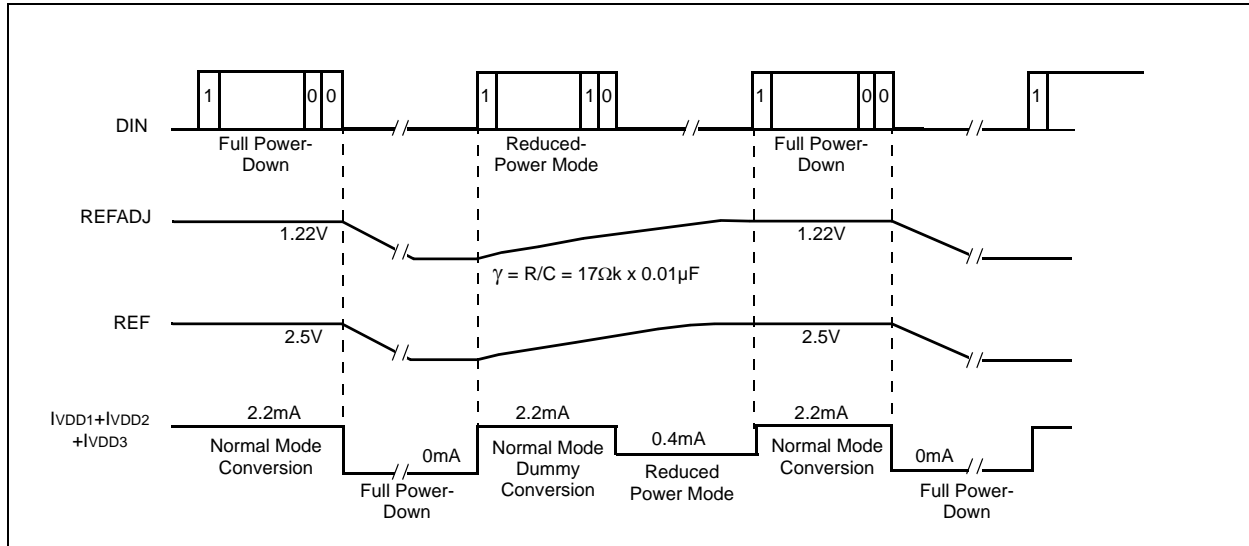 1 0 0 1 1 0 1 0 0 1
DIN
Full Power-
Down
Reduced-
Power Mode
Full Power-
Down
REFADJ
1.22V
1.22V
γ = R/C = 17Ωk x 0.01µF
REF
2.5V
2.5V
IVDD1+IVDD2
+IVDD3
2.2mA
2.2mA
2.2mA
Normal Mode
Conversion
0mA
Normal Mode
Dummy
Conversion
0.4mA
Reduced
Power Mode
Normal Mode
Conversion
0mA
Full Power-
Down
Full Power-
Down